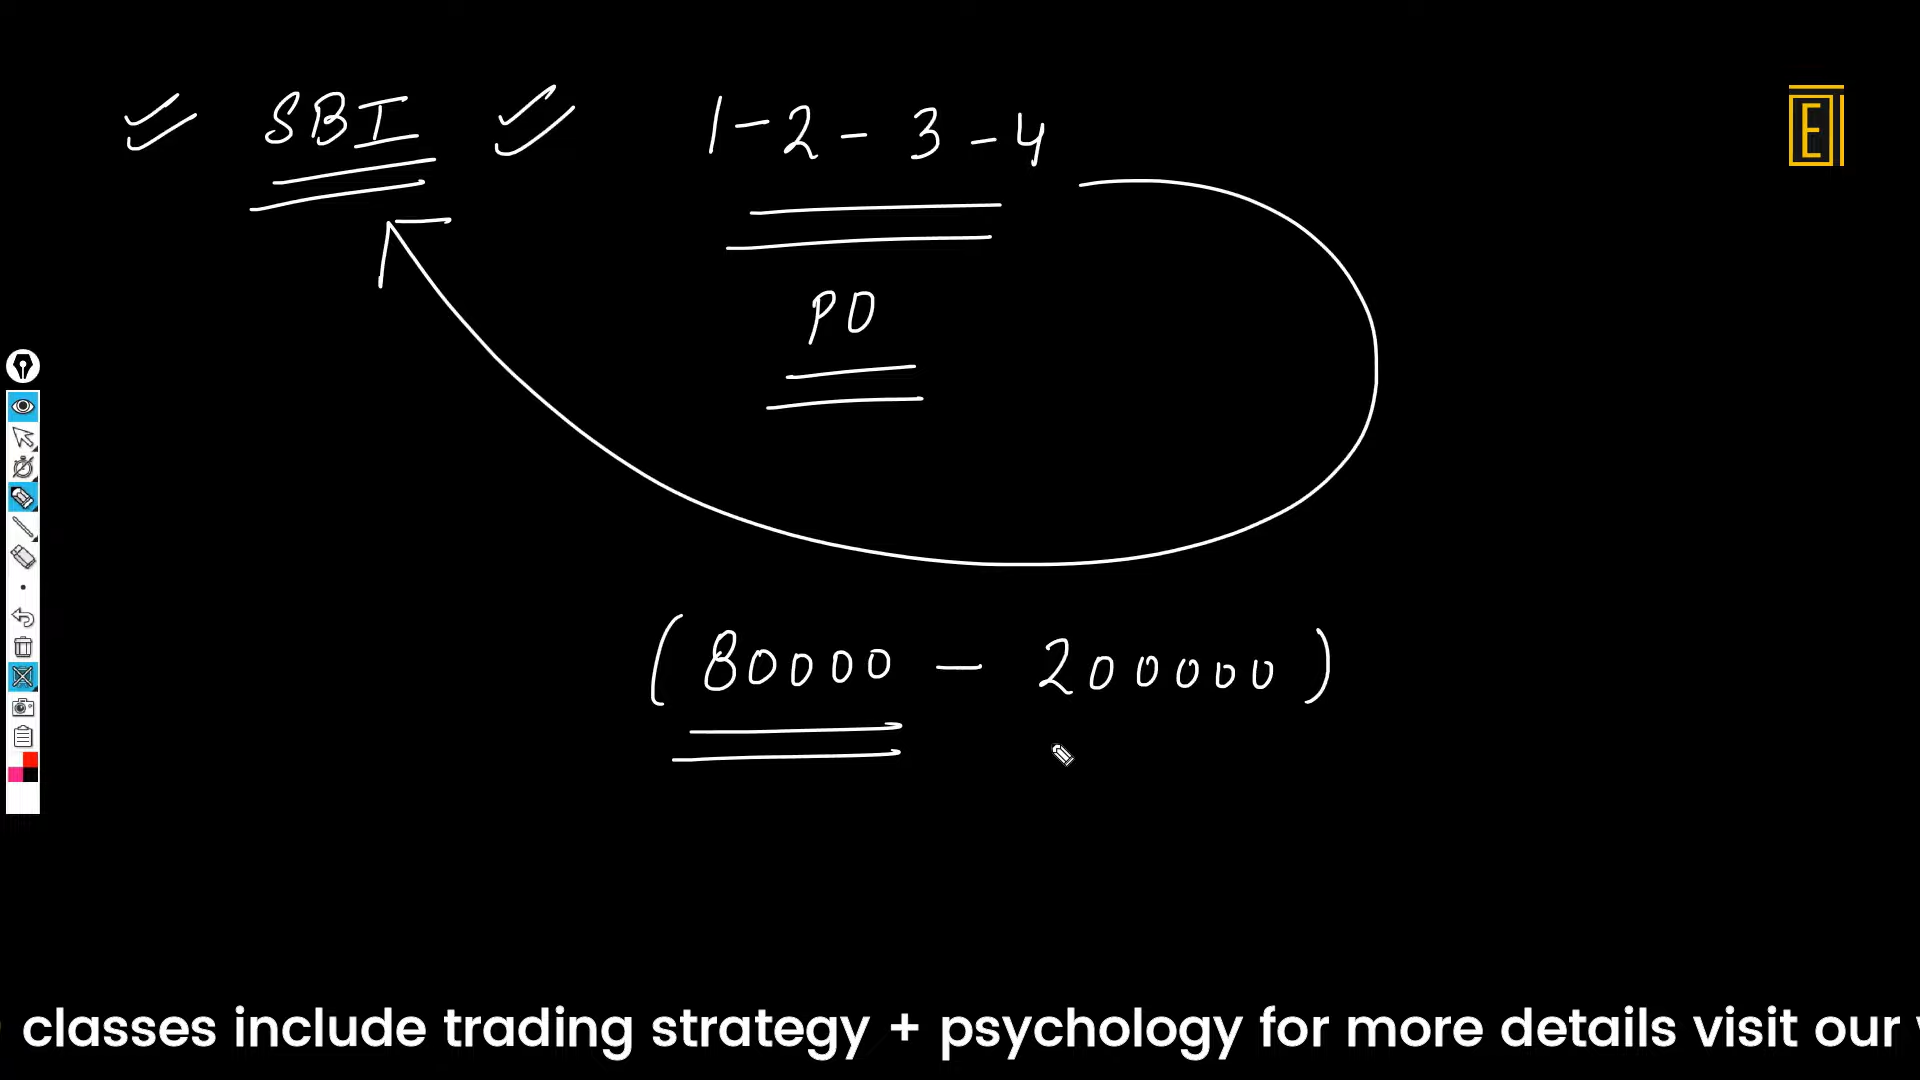 SBI 1-2-3-4
E
PO
(80000 - 200000)
classes include trading strategy + psychology for more details visit our